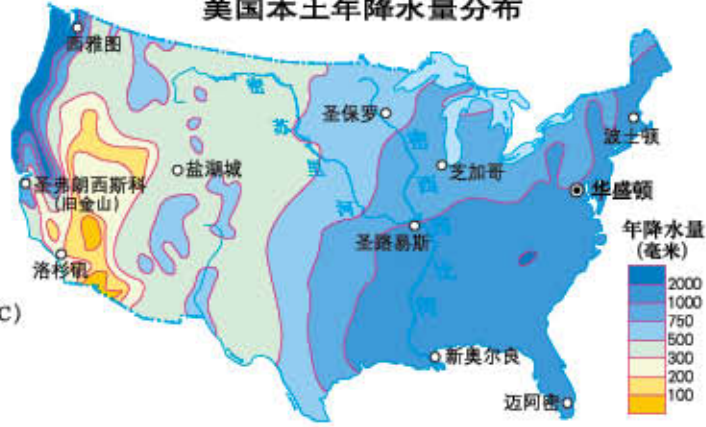 美国本土年降水量分布
西雅图
密
苏
里
河
圣保罗
密
西
西
比
河
波士顿
盐湖城
芝加哥
圣弗朗西斯科
(旧金山)
华盛顿
圣路易斯
洛杉矶
C)
新奥尔良
迈阿密
年降水量
(毫米)
2000
1000
750
500
300
200
100